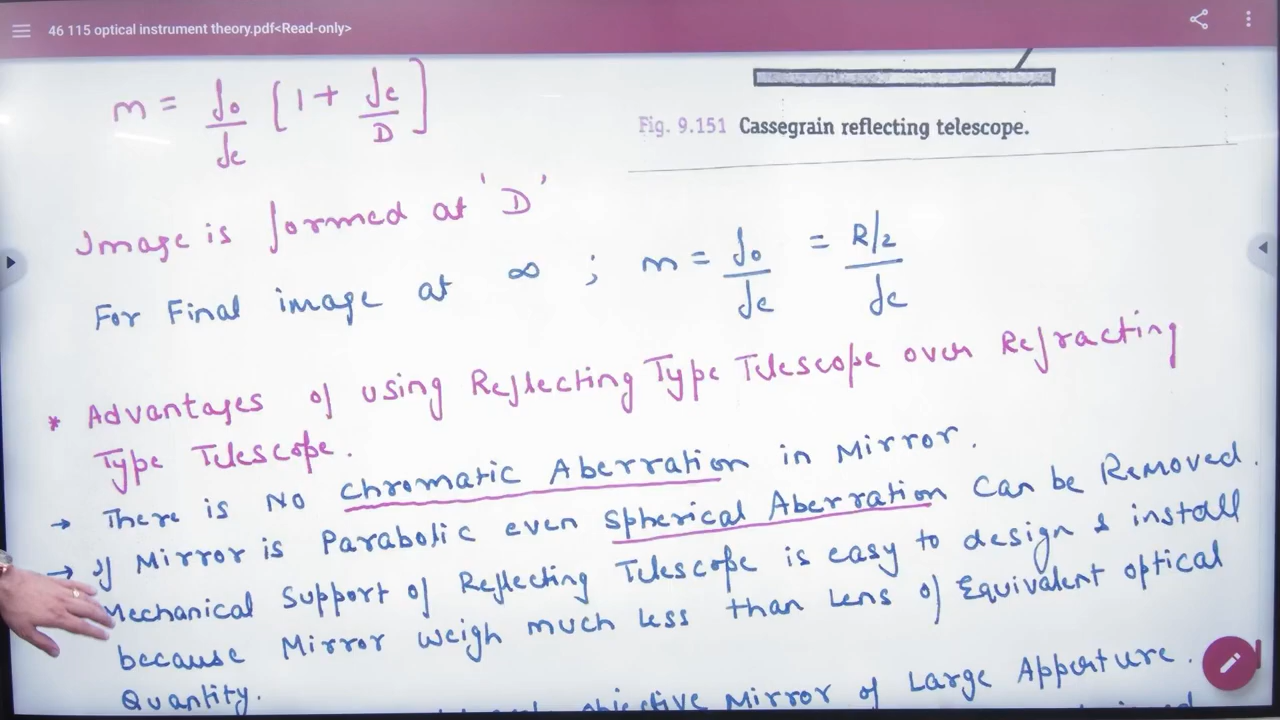 46 115 optical instrument theory.pdf<Read-only>
m = fo/fe [1 + fe/D]
Fig. 9.151 Cassegrain reflecting telescope.
Image is formed at 'D'
For Final image at ∞ ; m = fo/fe = R/2/fe
* Advantages of using Reflecting Type Telescope over Refracting
Type Telescope.
→ There is No Chromatic Aberration in Mirror.
→ If Mirror is Parabolic even Spherical Aberration Can be Removed.
Mechanical Support of Reflecting Telescope is easy to design & install
because Mirror weigh much less than Lens of Equivalent optical
Quantity.
objective Mirror of Large Apperture.